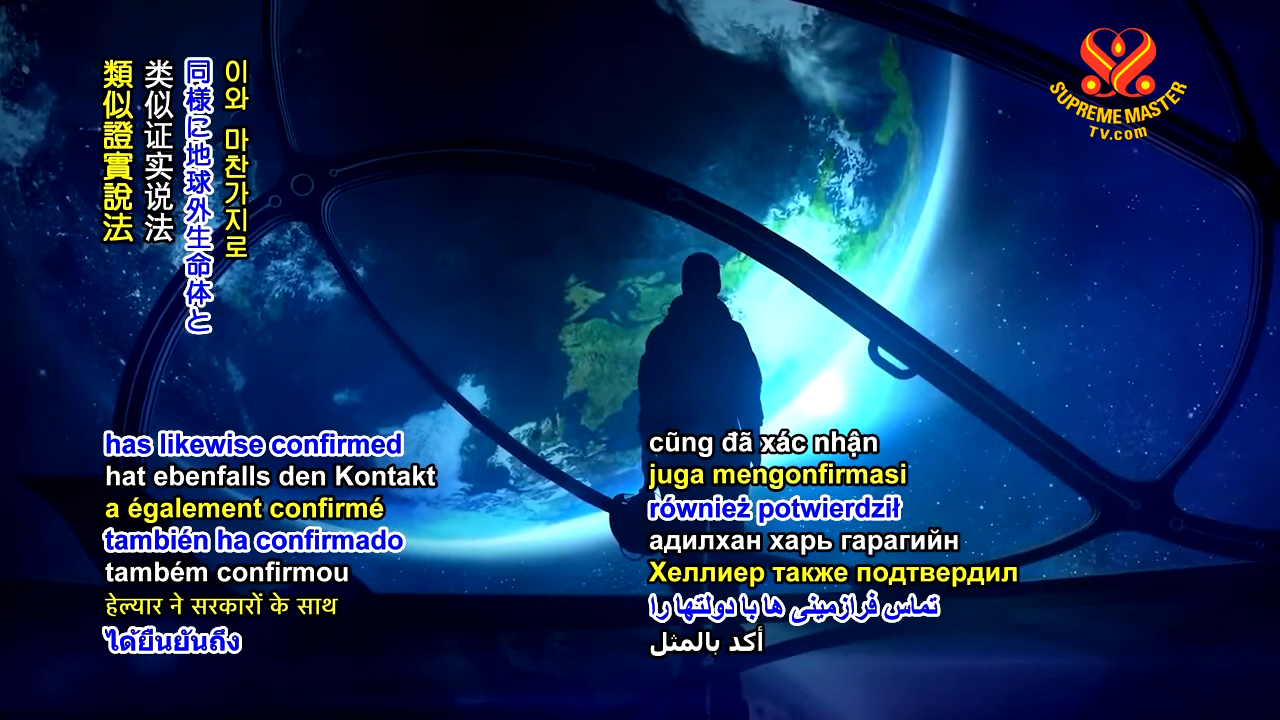 類似證實說法
类似证实说法
同様に地球外生命体と
이와 마찬가지로
SUPREME MASTER
TV.com
has likewise confirmed
hat ebenfalls den Kontakt
a également confirmé
también ha confirmado
também confirmou
हेल्यार ने सरकारों के साथ
ได้ยืนยันถึง
cũng đã xác nhận
juga mengonfirmasi
również potwierdził
адилхан харь гарагийн
Хеллиер также подтвердил
تماس فرازمینی ها با دولتها را
أكد بالمثل